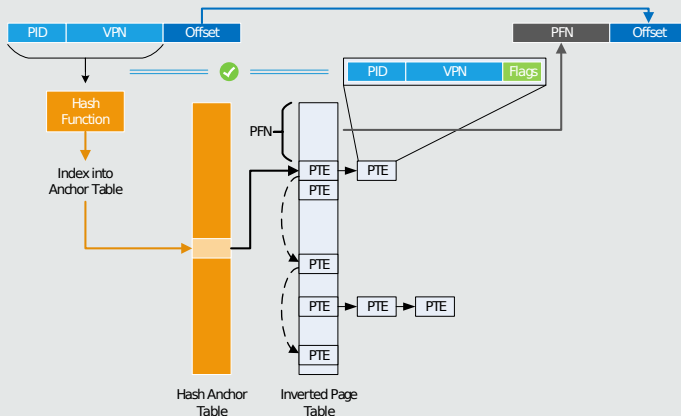 PID VPN Offset PFN Offset
PID VPN Flags
Hash
Function
PFN
Index into
Anchor Table
PTE PTE
PTE
PTE
PTE PTE PTE
PTE
Hash Anchor
Table
Inverted Page
Table